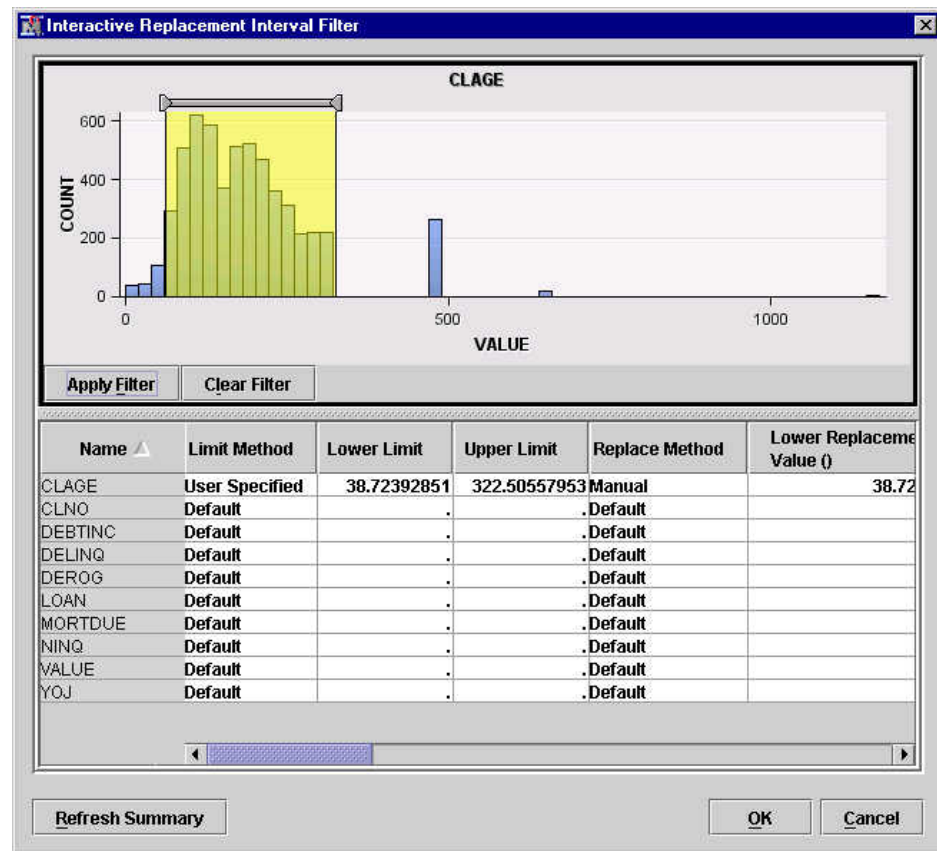 Interactive Replacement Interval Filter
CLAGE
600
400
200
0
COUNT
0 500 1000
VALUE
Apply Filter Clear Filter
Name Limit Method Lower Limit Upper Limit Replace Method Lower Replaceme
Value ()
CLAGE User Specified 38.72392851 322.50557953 Manual 38.72
CLNO Default . . Default
DEBTINC Default . . Default
DELINQ Default . . Default
DEROG Default . . Default
LOAN Default . . Default
MORTDUE Default . . Default
NINQ Default . . Default
VALUE Default . . Default
YOJ Default . . Default
Refresh Summary OK Cancel